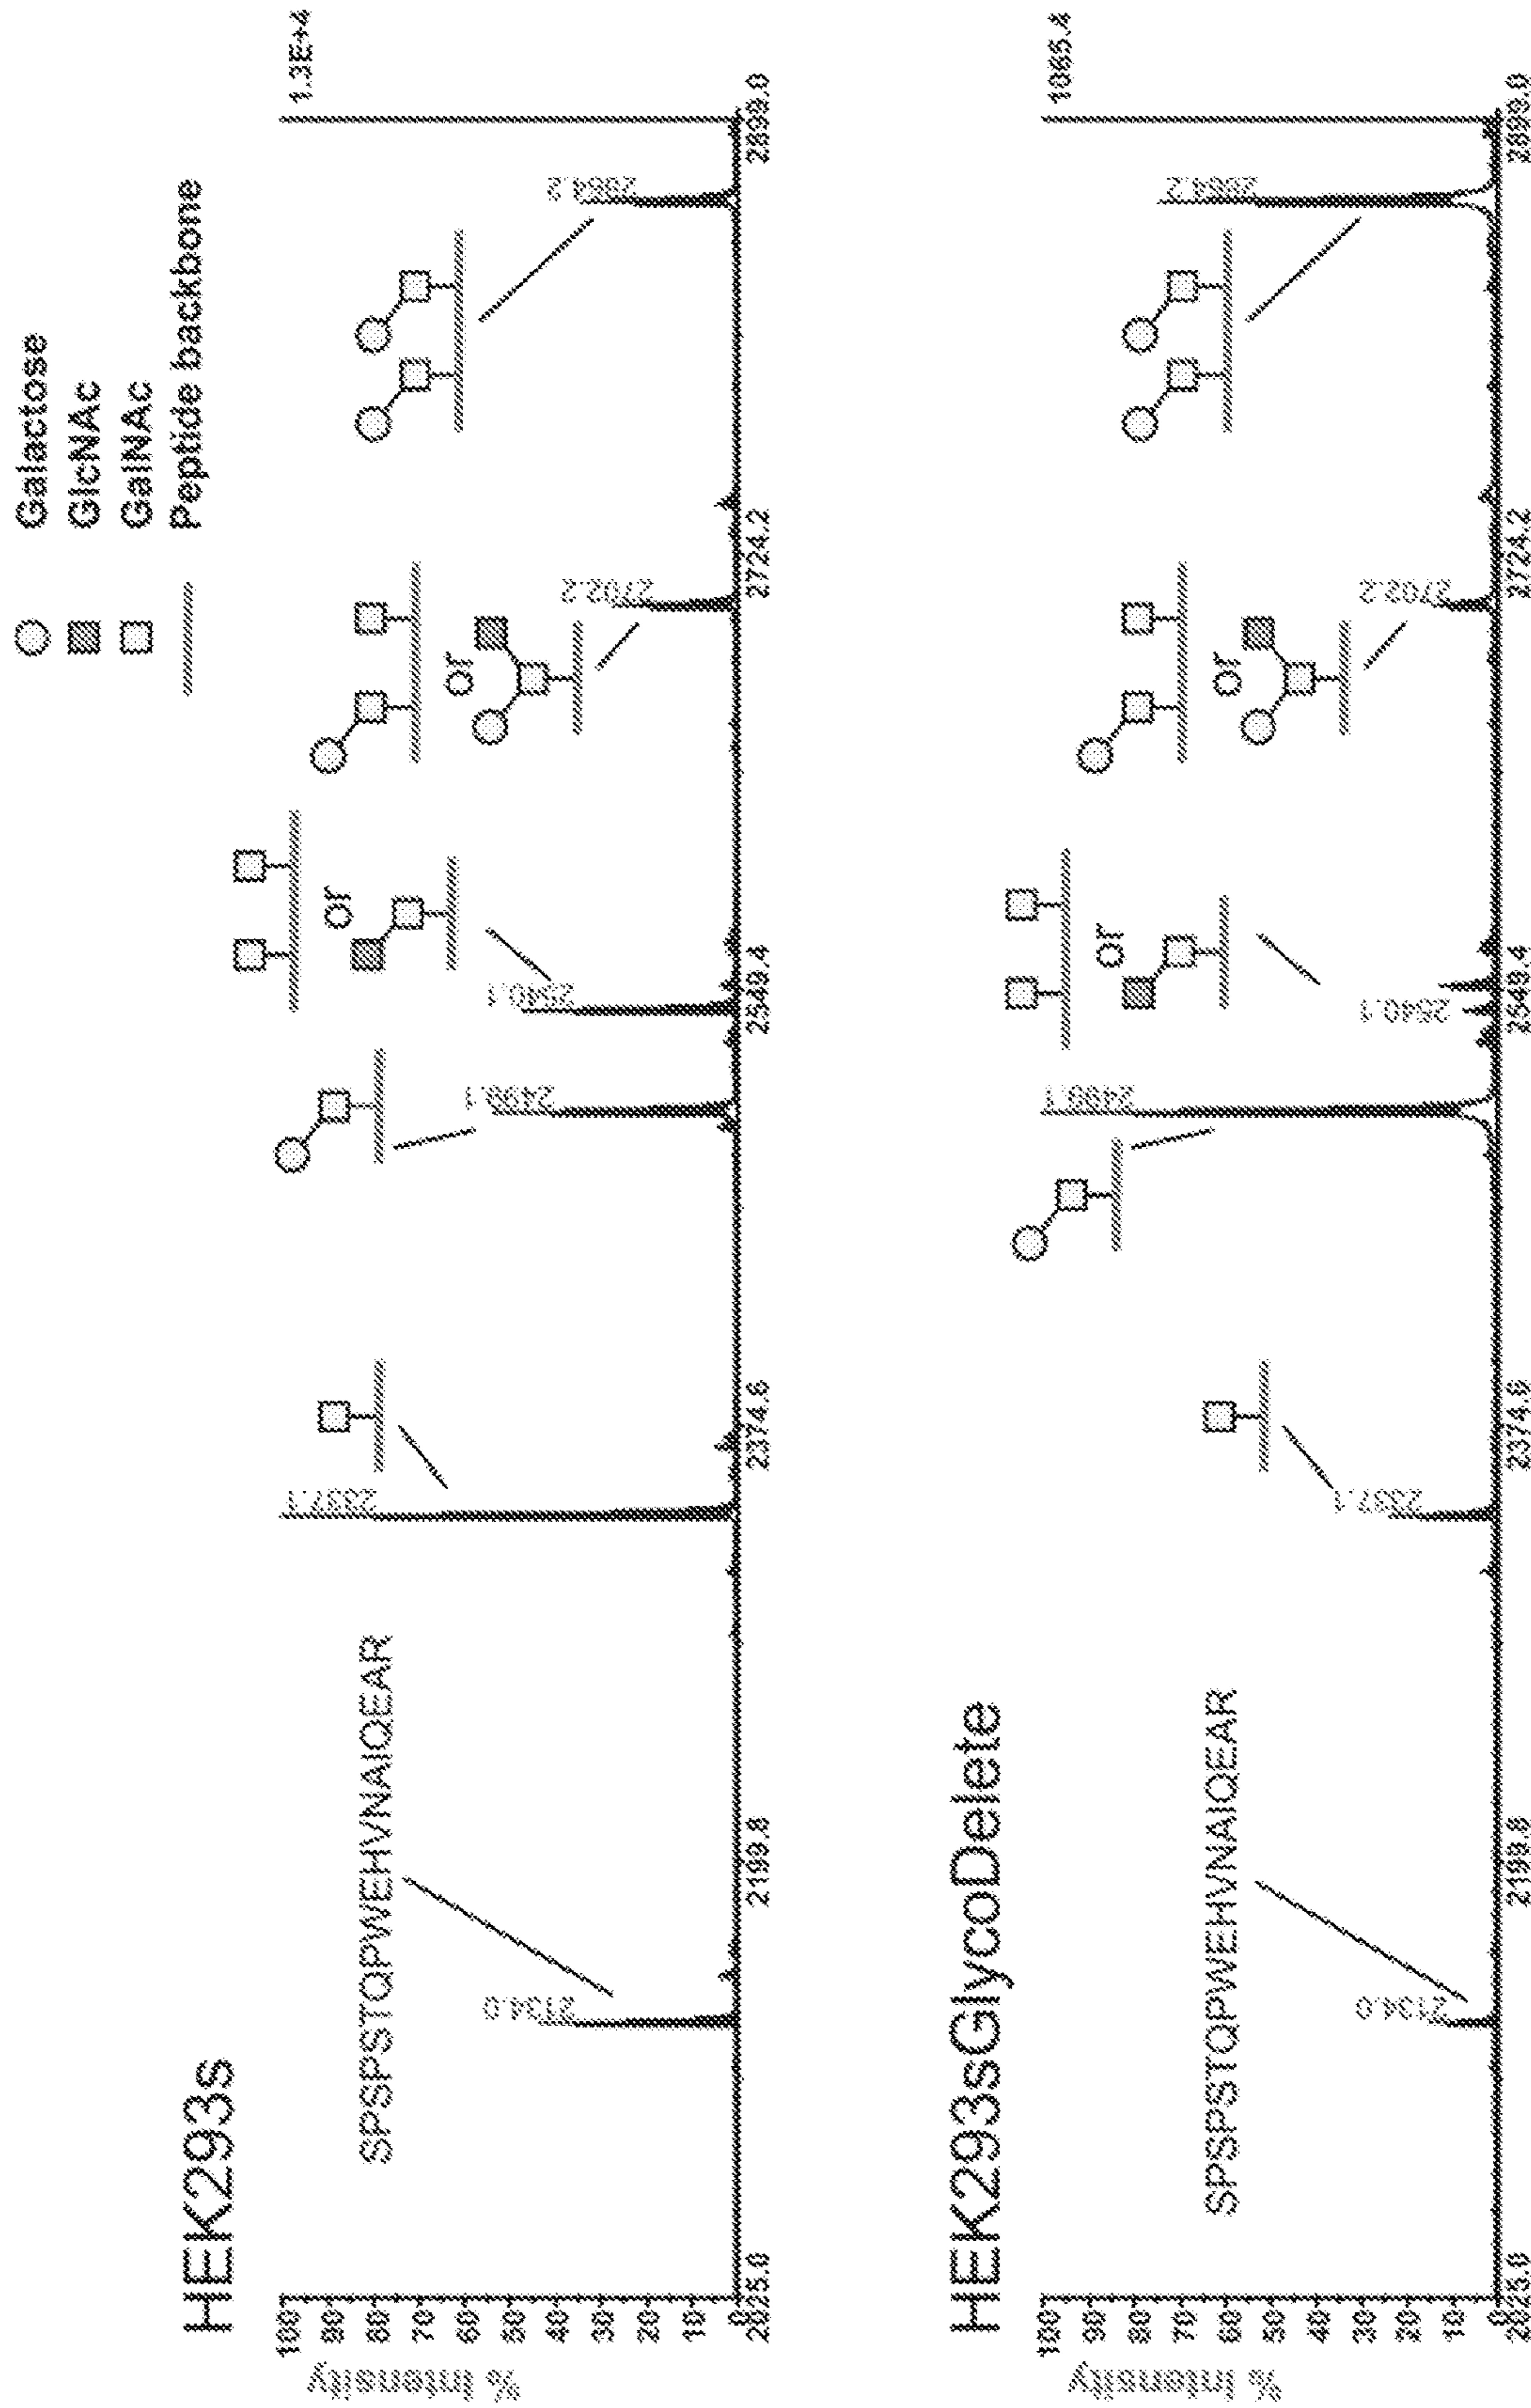 Galactose
GlcNAc
GalNAc
Peptide backbone
HEK293s
1.3E+4
SPSPSTQPWEHVNAIQEAR
2134.0
2337.1
2499.1
2540.1
or
2702.2
or
2864.2
% Intensity
100
90
80
70
60
50
40
30
20
10
0
2025.0 2199.8 2374.6 2549.4 2724.2 2899.0
HEK293sGlycoDelete
SPSPSTQPWEHVNAIQEAR
2134.0
2337.1
2499.1
2540.1
or
2702.2
or
2864.2
% Intensity
100
90
80
70
60
50
40
30
20
10
0
2025.0 2199.8 2374.6 2549.4 2724.2 2899.0